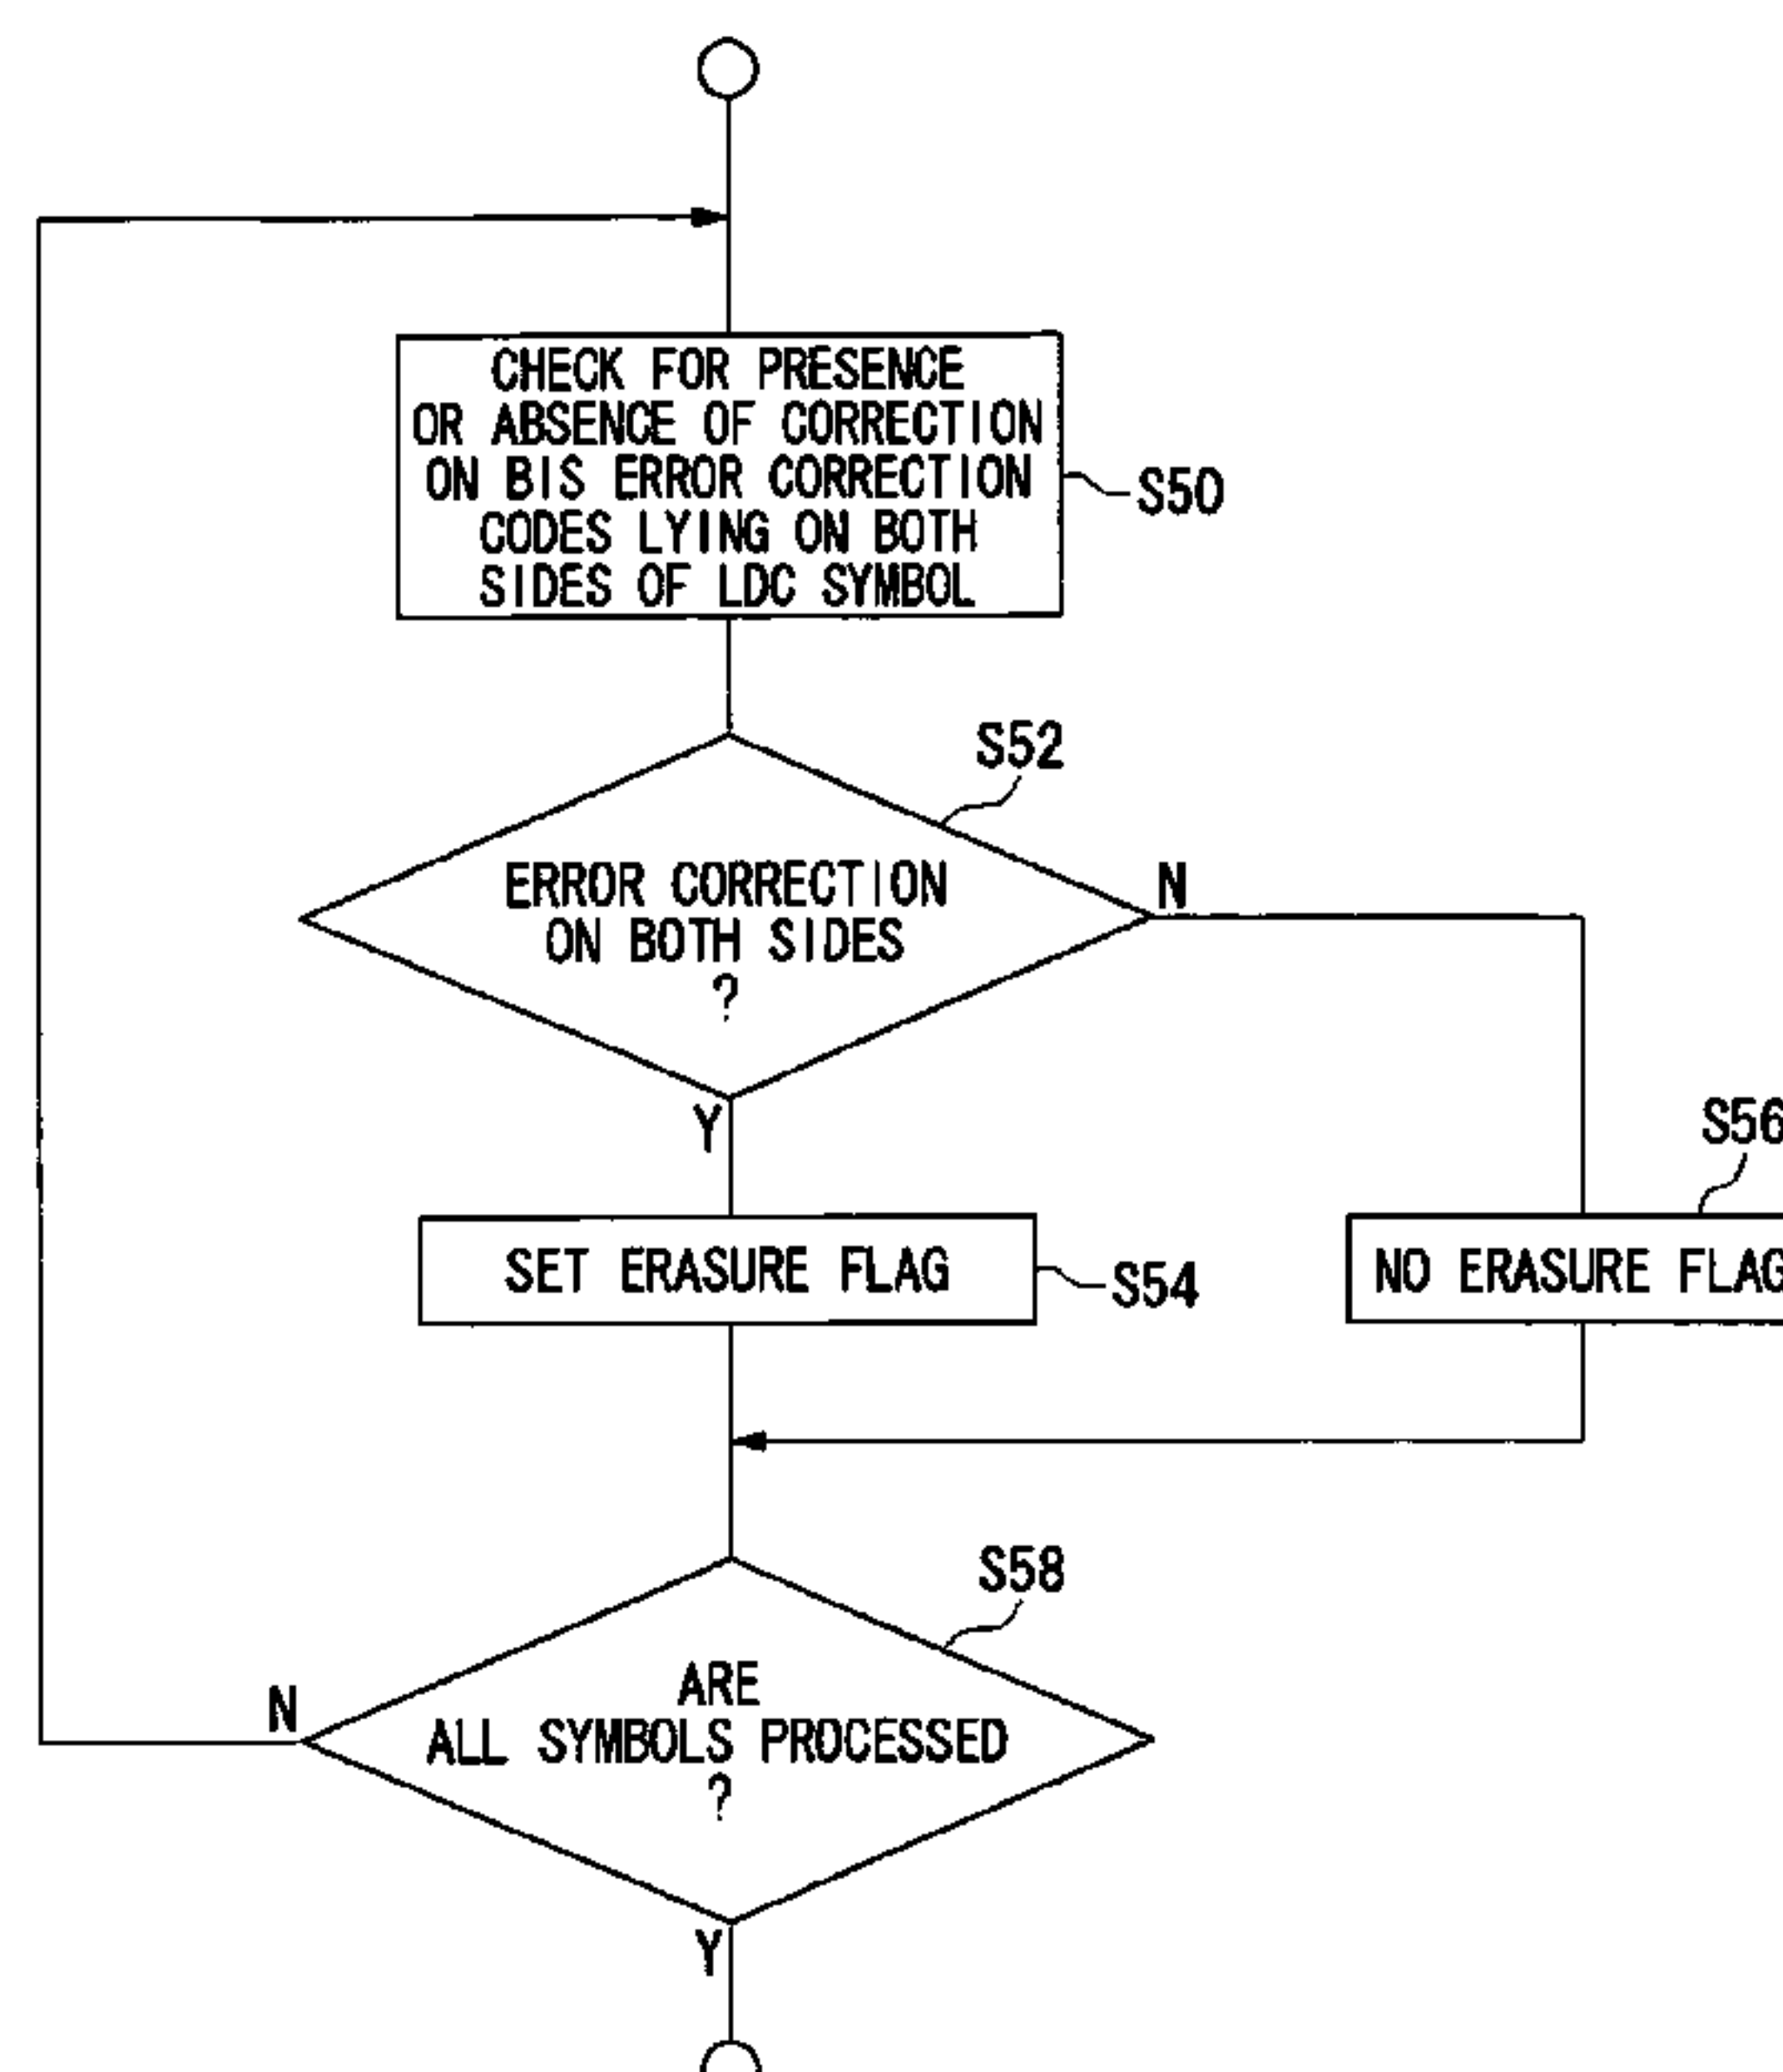 CHECK FOR PRESENCE
OR ABSENCE OF CORRECTION
ON BIS ERROR CORRECTION
CODES LYING ON BOTH
SIDES OF LDC SYMBOL
S50
S52
ERROR CORRECTION
ON BOTH SIDES
?
N
Y
S56
SET ERASURE FLAG
S54
NO ERASURE FLAG
S58
ARE
ALL SYMBOLS PROCESSED
?
N
Y